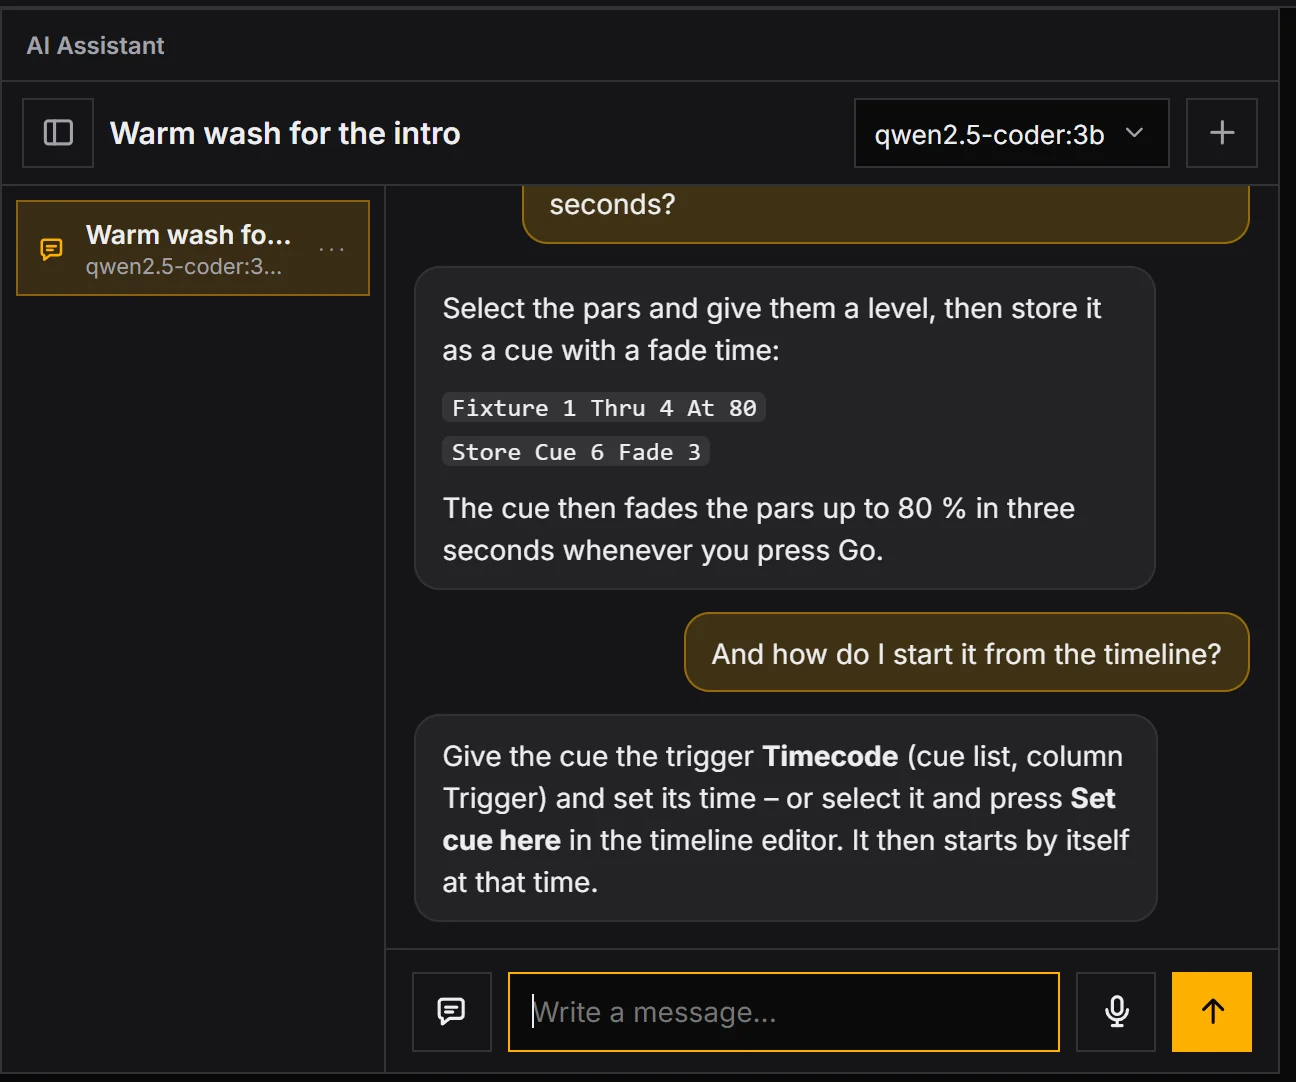 AI Assistant
Warm wash for the intro
qwen2.5-coder:3b
Warm wash fo...
qwen2.5-coder:3...
seconds?
Select the pars and give them a level, then store it
as a cue with a fade time:
Fixture 1 Thru 4 At 80
Store Cue 6 Fade 3
The cue then fades the pars up to 80 % in three
seconds whenever you press Go.
And how do I start it from the timeline?
Give the cue the trigger Timecode (cue list, column
Trigger) and set its time – or select it and press Set
cue here in the timeline editor. It then starts by itself
at that time.
Write a message...